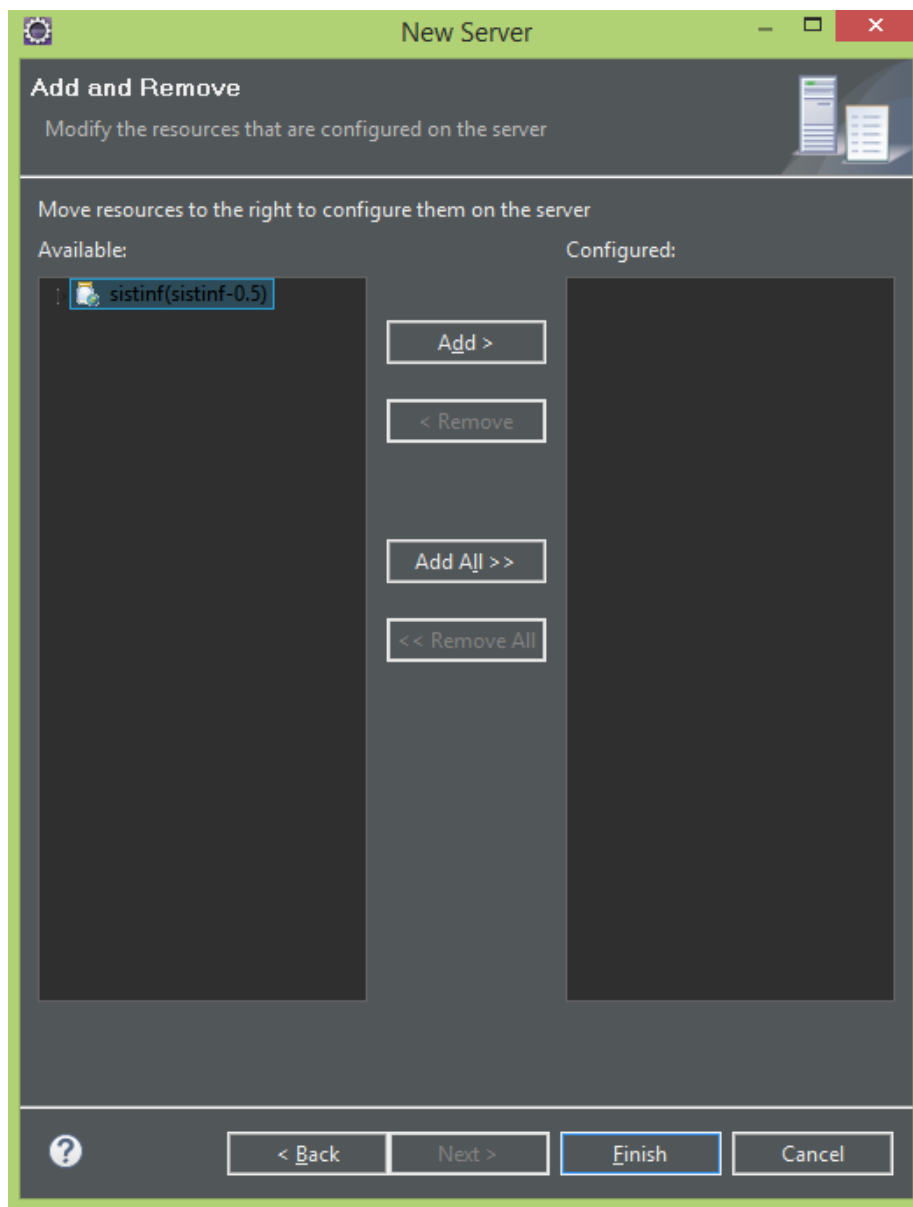 New Server
Add and Remove
Modify the resources that are configured on the server
Move resources to the right to configure them on the server
Available:
Configured:
sistinf(sistinf-0.5)
Add >
< Remove
Add All >>
<< Remove All
?
< Back
Next >
Finish
Cancel